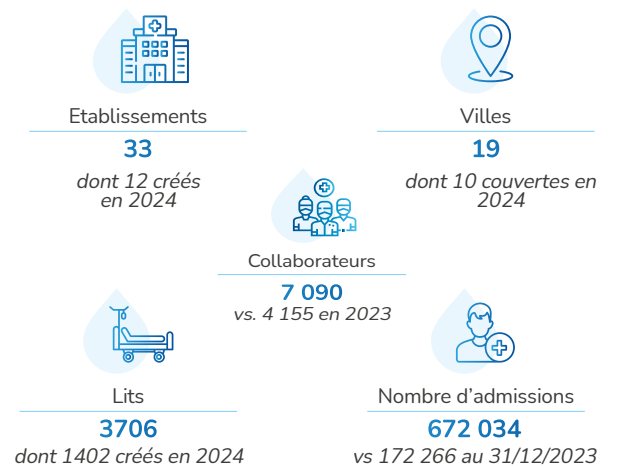 Etablissements
33
dont 12 créés
en 2024
Villes
19
dont 10 couvertes en
2024
Collaborateurs
7 090
vs. 4 155 en 2023
Lits
3706
dont 1402 créés en 2024
Nombre d’admissions
672 034
vs 172 266 au 31/12/2023